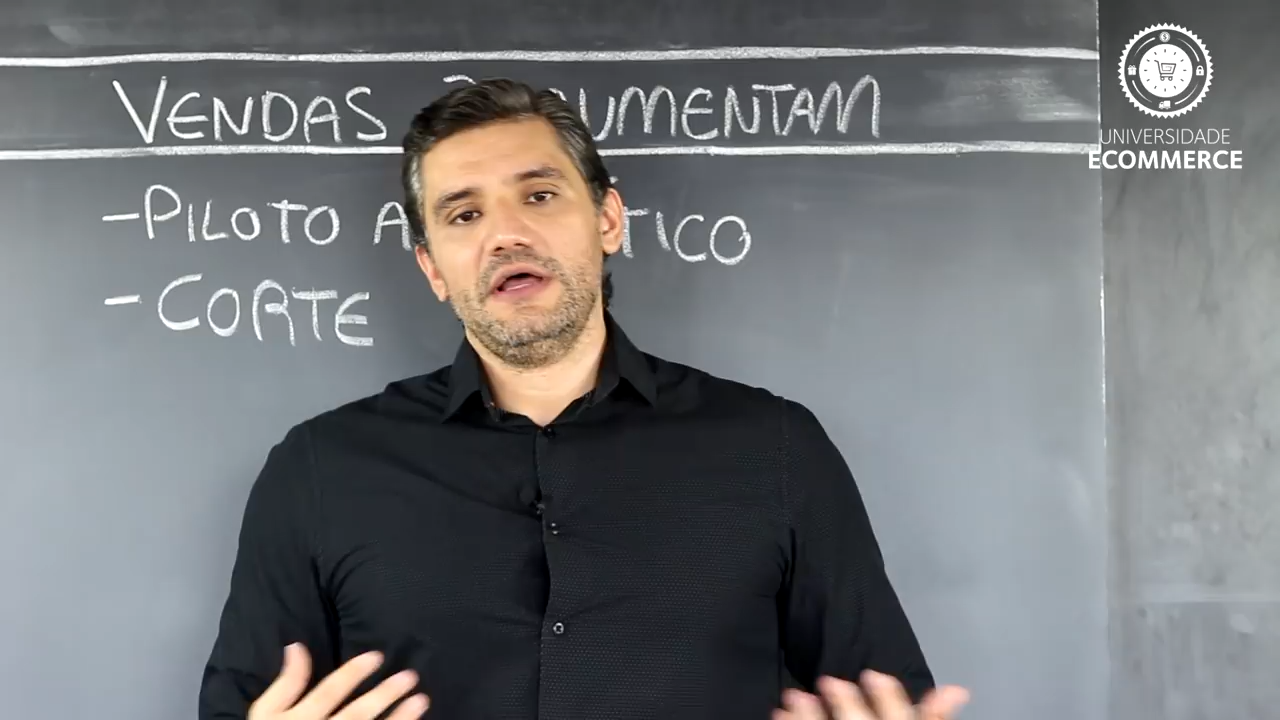 VENDAS UMENTAM
- PILOTO A TICO
- CORTE
UNIVERSIDADE
ECOMMERCE